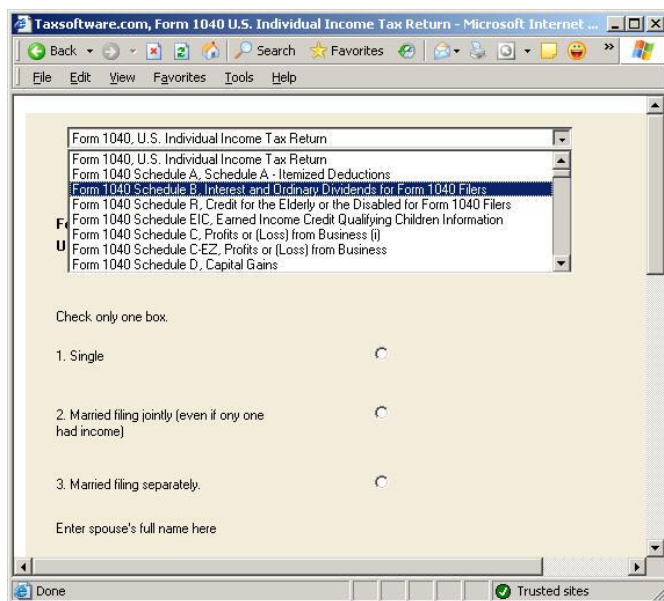 Taxsoftware.com, Form 1040 U.S. Individual Income Tax Return - Microsoft Internet ...
Back Search Favorites »
File Edit View Favorites Tools Help
Form 1040, U.S. Individual Income Tax Return
Form 1040, U.S. Individual Income Tax Return
Form 1040 Schedule A, Schedule A - Itemized Deductions
Form 1040 Schedule B, Interest and Ordinary Dividends for Form 1040 Filers
Form 1040 Schedule R, Credit for the Elderly or the Disabled for Form 1040 Filers
Form 1040 Schedule EIC, Earned Income Credit Qualifying Children Information
Form 1040 Schedule C, Profits or (Loss) from Business (i)
Form 1040 Schedule C-EZ, Profits or (Loss) from Business
Form 1040 Schedule D, Capital Gains
Check only one box.
1. Single
2. Married filing jointly (even if ony one
had income)
3. Married filing separately.
Enter spouse's full name here
Done Trusted sites